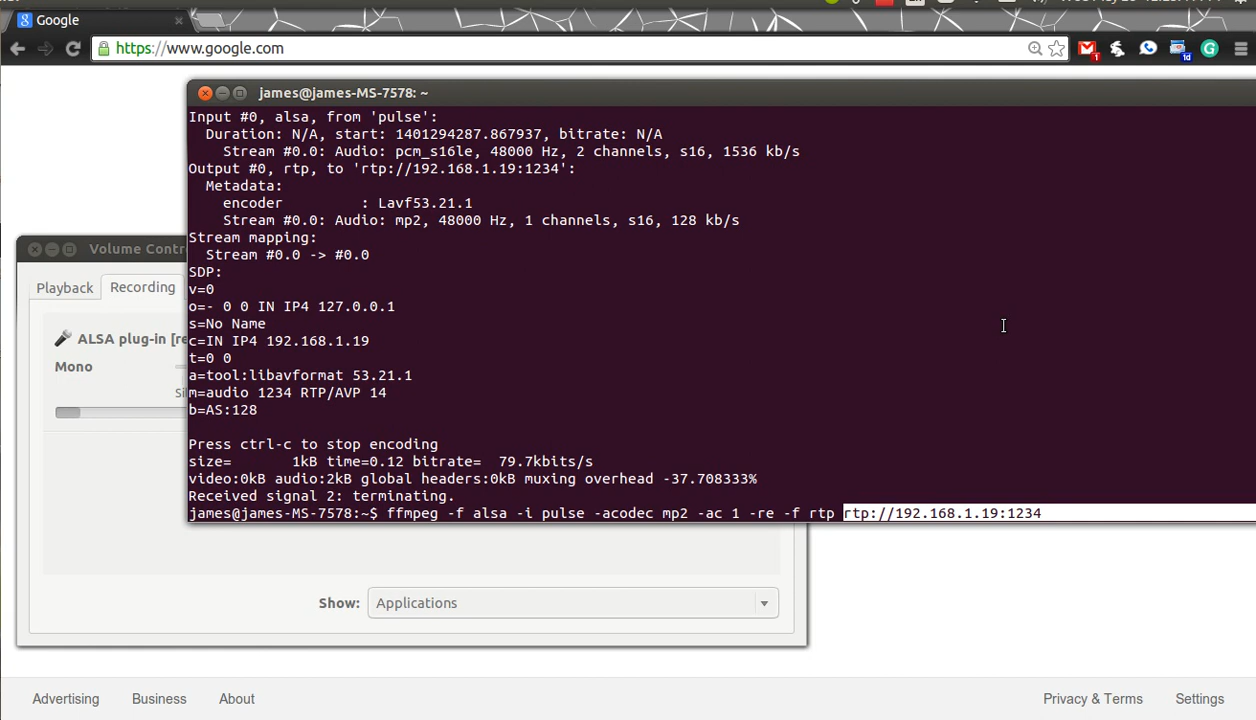 Google
https://www.google.com
1
1d
james@james-MS-7578: ~
Input #0, alsa, from 'pulse':
Duration: N/A, start: 1401294287.867937, bitrate: N/A
Stream #0.0: Audio: pcm_s16le, 48000 Hz, 2 channels, s16, 1536 kb/s
Output #0, rtp, to 'rtp://192.168.1.19:1234':
Metadata:
encoder : Lavf53.21.1
Stream #0.0: Audio: mp2, 48000 Hz, 1 channels, s16, 128 kb/s
Stream mapping:
Stream #0.0 -> #0.0
SDP:
v=0
o=- 0 0 IN IP4 127.0.0.1
s=No Name
c=IN IP4 192.168.1.19
t=0 0
a=tool:libavformat 53.21.1
m=audio 1234 RTP/AVP 14
b=AS:128
Press ctrl-c to stop encoding
size= 1kB time=0.12 bitrate= 79.7kbits/s
video:0kB audio:2kB global headers:0kB muxing overhead -37.708333%
Received signal 2: terminating.
james@james-MS-7578:~$ ffmpeg -f alsa -i pulse -acodec mp2 -ac 1 -re -f rtp rtp://192.168.1.19:1234
Volume Contr
Playback
Recording
ALSA plug-in [re
Mono
Sil
Show:
Applications
Advertising
Business
About
Privacy & Terms
Settings